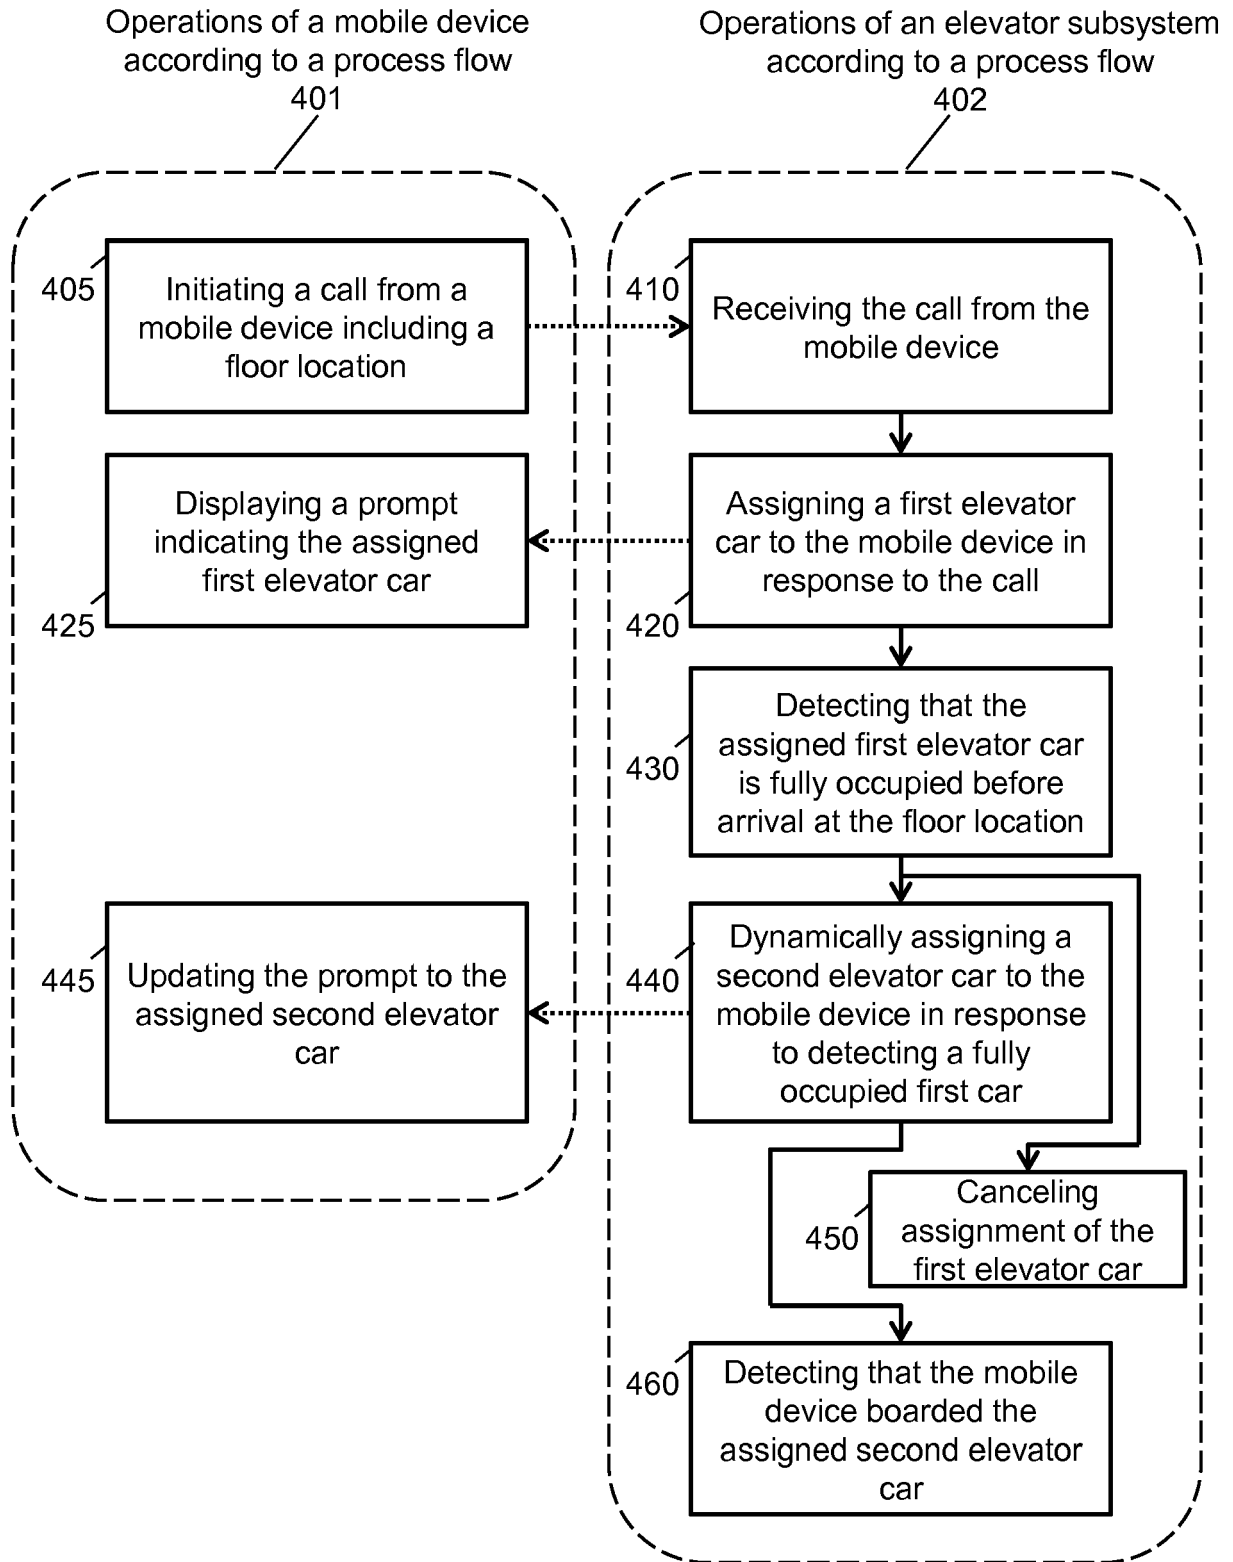 Operations of a mobile device
according to a process flow
401
Operations of an elevator subsystem
according to a process flow
402
405
Initiating a call from a
mobile device including a
floor location
410
Receiving the call from the
mobile device
Displaying a prompt
indicating the assigned
first elevator car
425
Assigning a first elevator
car to the mobile device in
response to the call
420
Detecting that the
assigned first elevator car
is fully occupied before
arrival at the floor location
430
445
Updating the prompt to the
assigned second elevator
car
440
Dynamically assigning a
second elevator car to the
mobile device in response
to detecting a fully
occupied first car
450
Canceling
assignment of the
first elevator car
460
Detecting that the mobile
device boarded the
assigned second elevator
car